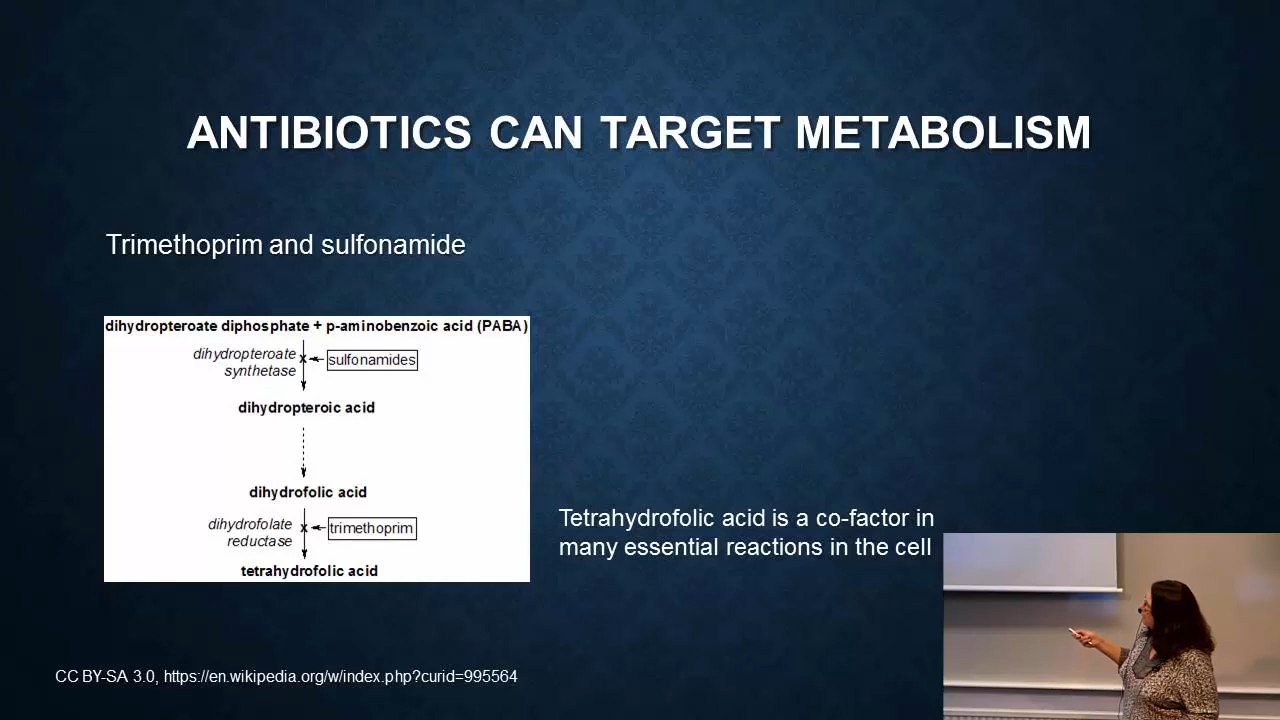 ANTIBIOTICS CAN TARGET METABOLISM
Trimethoprim and sulfonamide
dihydropteroate diphosphate + p-aminobenzoic acid (PABA)
dihydropteroate
synthetase
sulfonamides
dihydropteroic acid
dihydrofolic acid
dihydrofolate
reductase
trimethoprim
tetrahydrofolic acid
Tetrahydrofolic acid is a co-factor in
many essential reactions in the cell
CC BY-SA 3.0, https://en.wikipedia.org/w/index.php?curid=995564